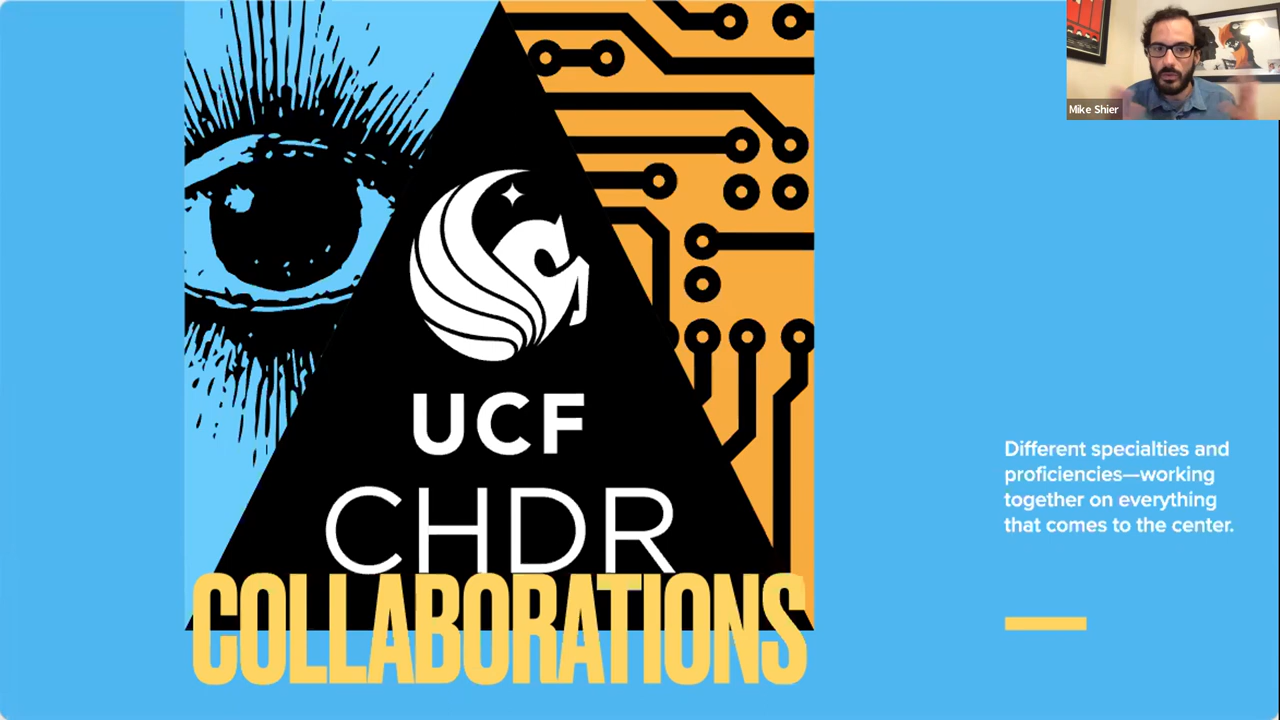 Mike Shier
UCF
CHDR
COLLABORATIONS
Different specialties and
proficiencies—working
together on everything
that comes to the center.